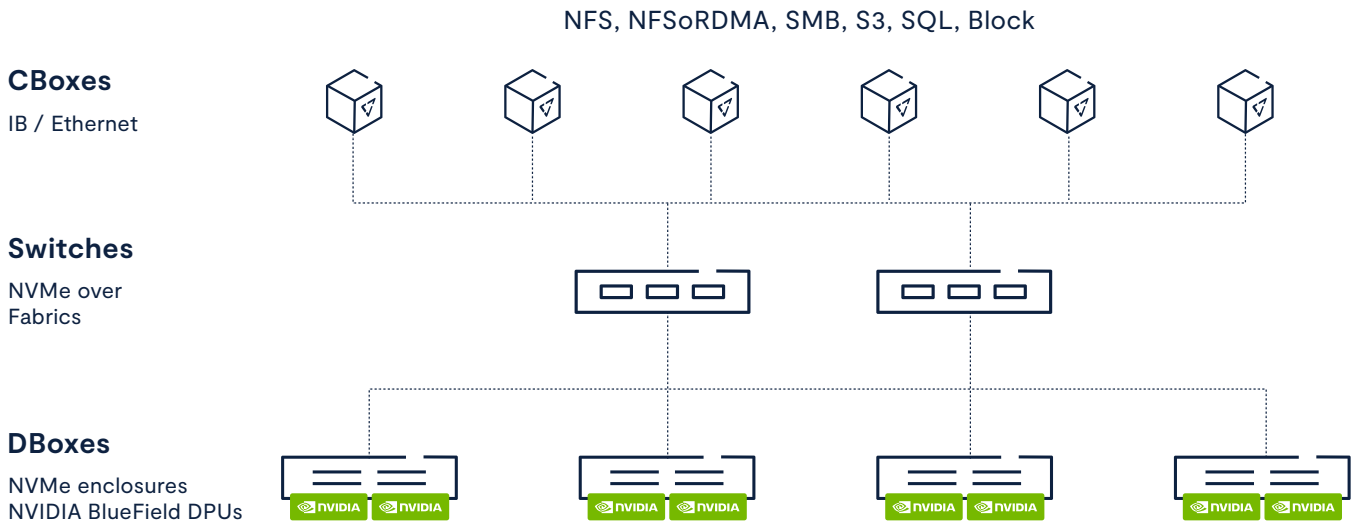 NFS, NFSoRDMA, SMB, S3, SQL, Block
CBoxes
IB / Ethernet
Switches
NVMe over
Fabrics
DBoxes
NVMe enclosures
NVIDIA BlueField DPUs
NVIDIA NVIDIA NVIDIA NVIDIA NVIDIA NVIDIA NVIDIA NVIDIA